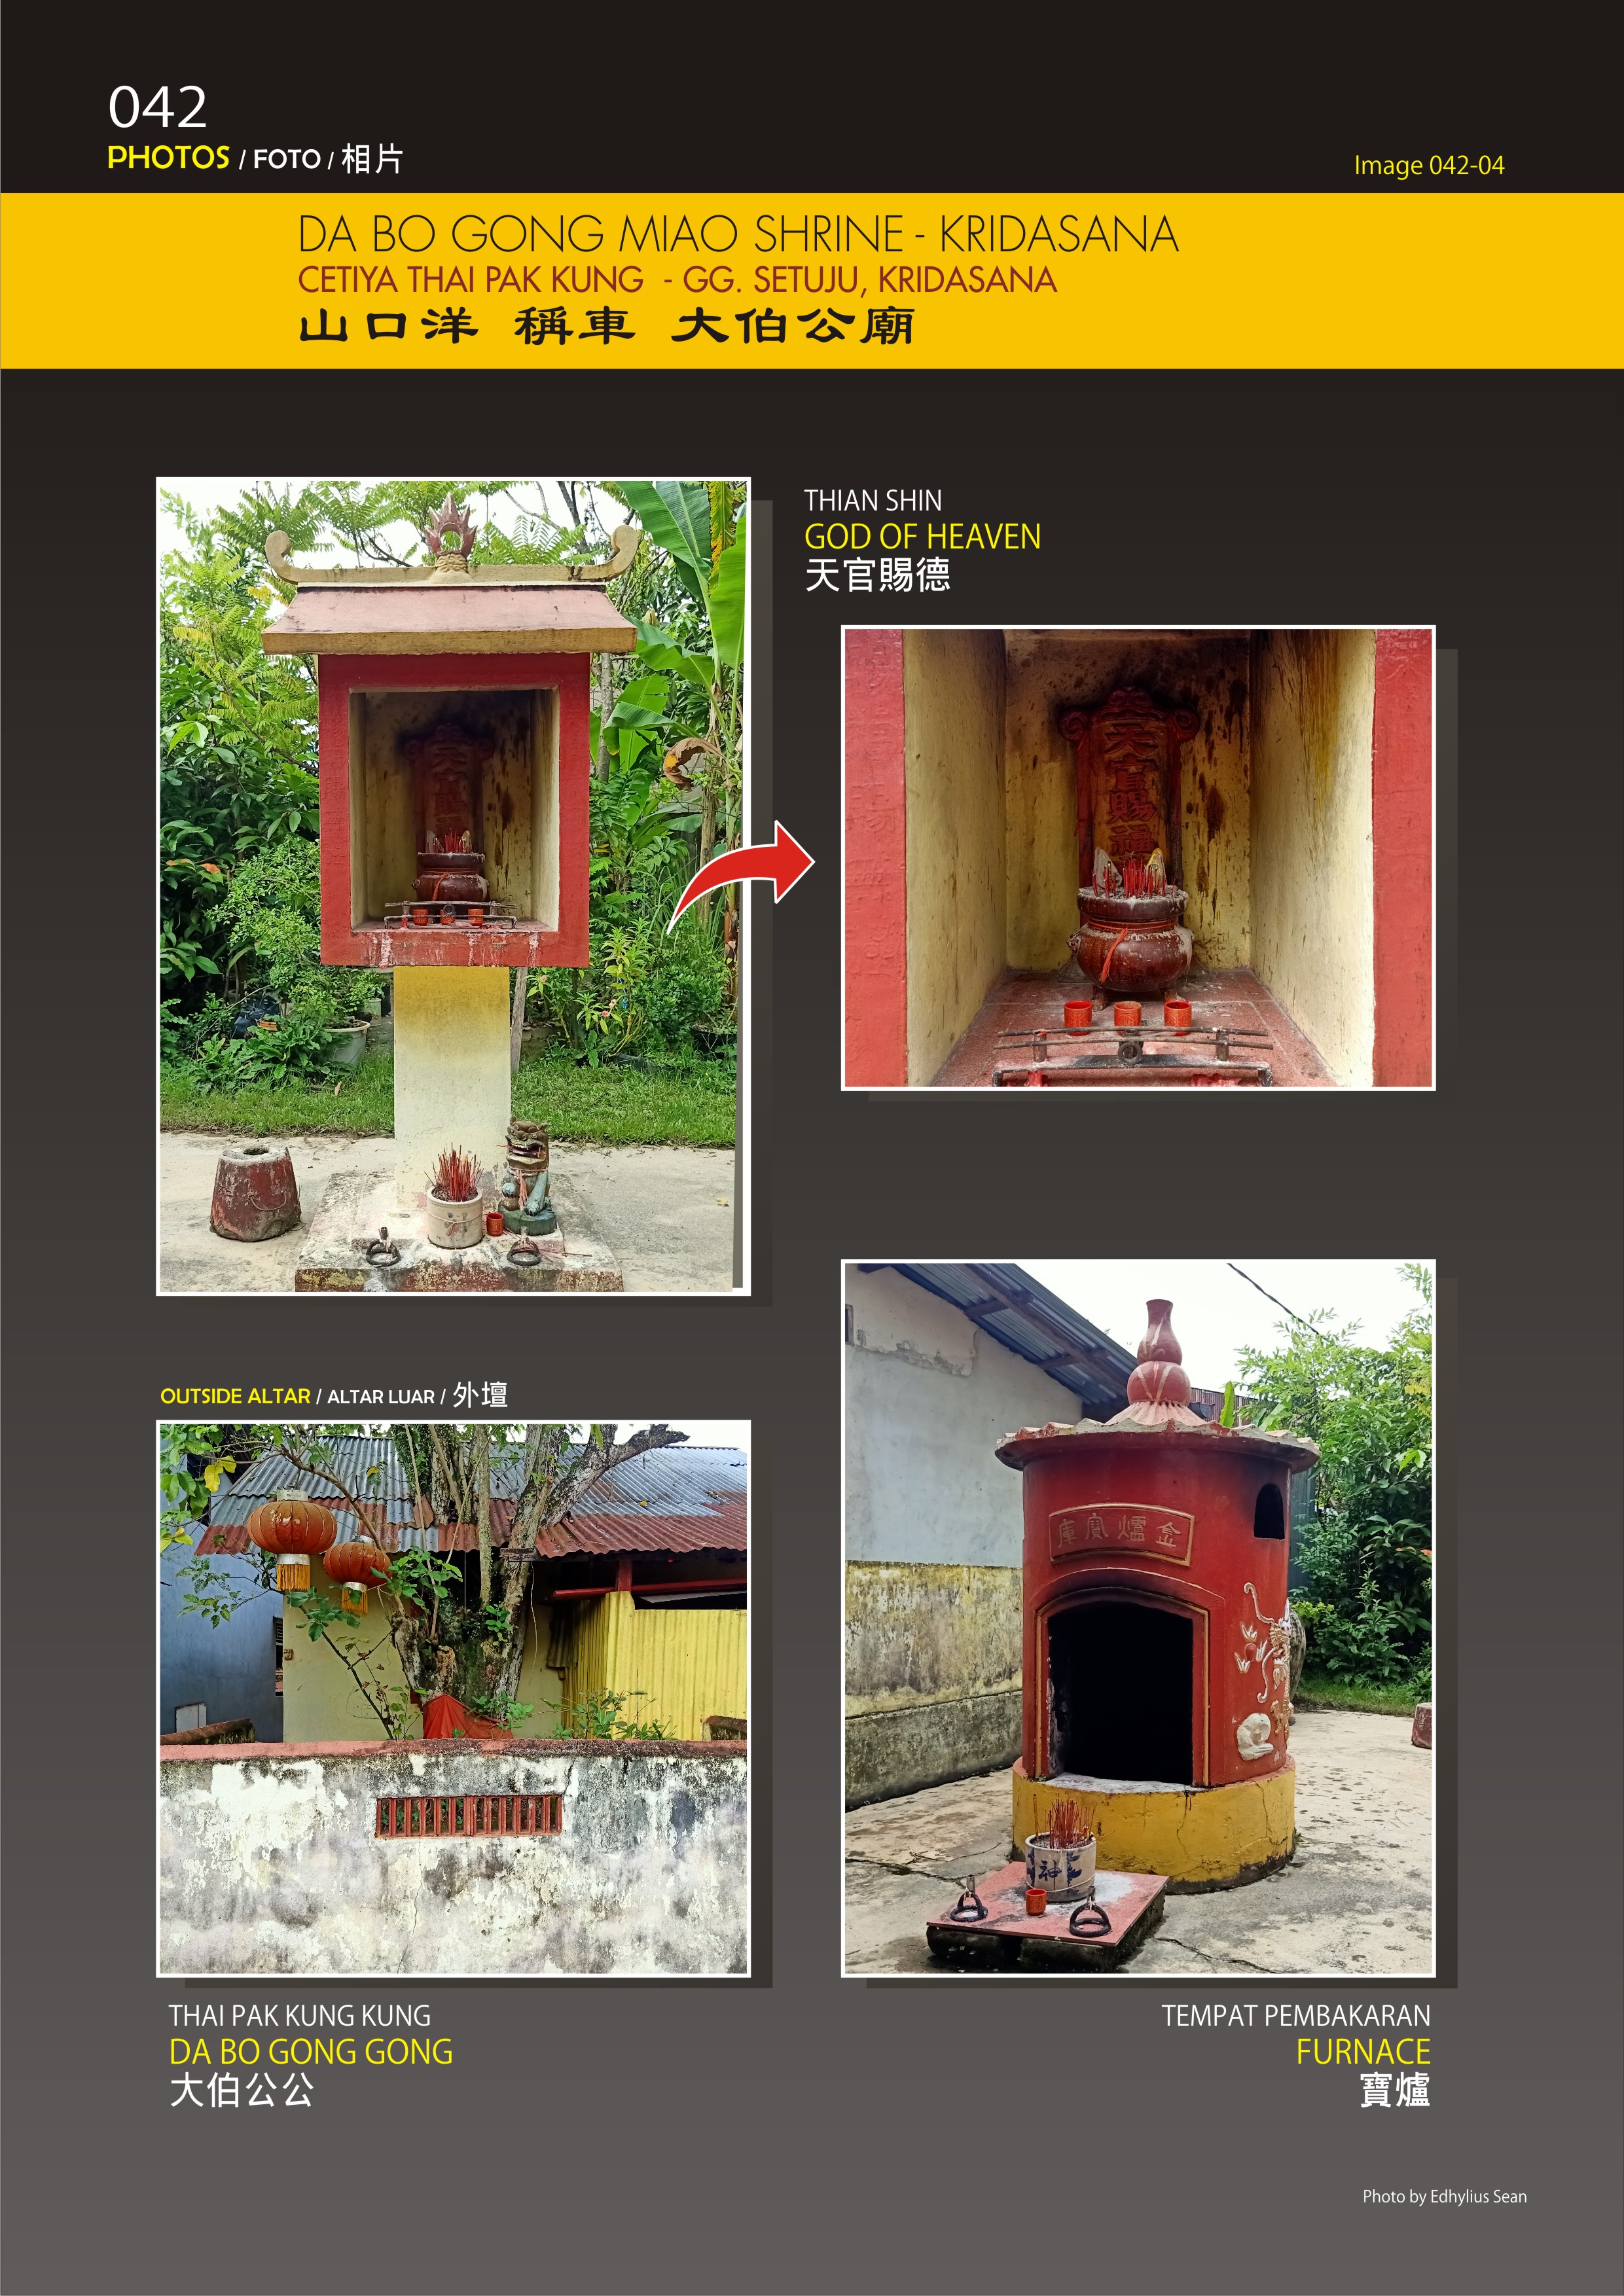 042
PHOTOS / FOTO / 相片
Image 042-04
DA BO GONG MIAO SHRINE - KRIDASANA
CETIYA THAI PAK KUNG - GG. SETUJU, KRIDASANA
山口洋 稱車 大伯公廟
THIAN SHIN
GOD OF HEAVEN
天官賜德
天官賜福
OUTSIDE ALTAR / ALTAR LUAR / 外壇
庫寶爐金
神
THAI PAK KUNG KUNG
DA BO GONG GONG
大伯公公
TEMPAT PEMBAKARAN
FURNACE
寶爐
Photo by Edhylius Sean